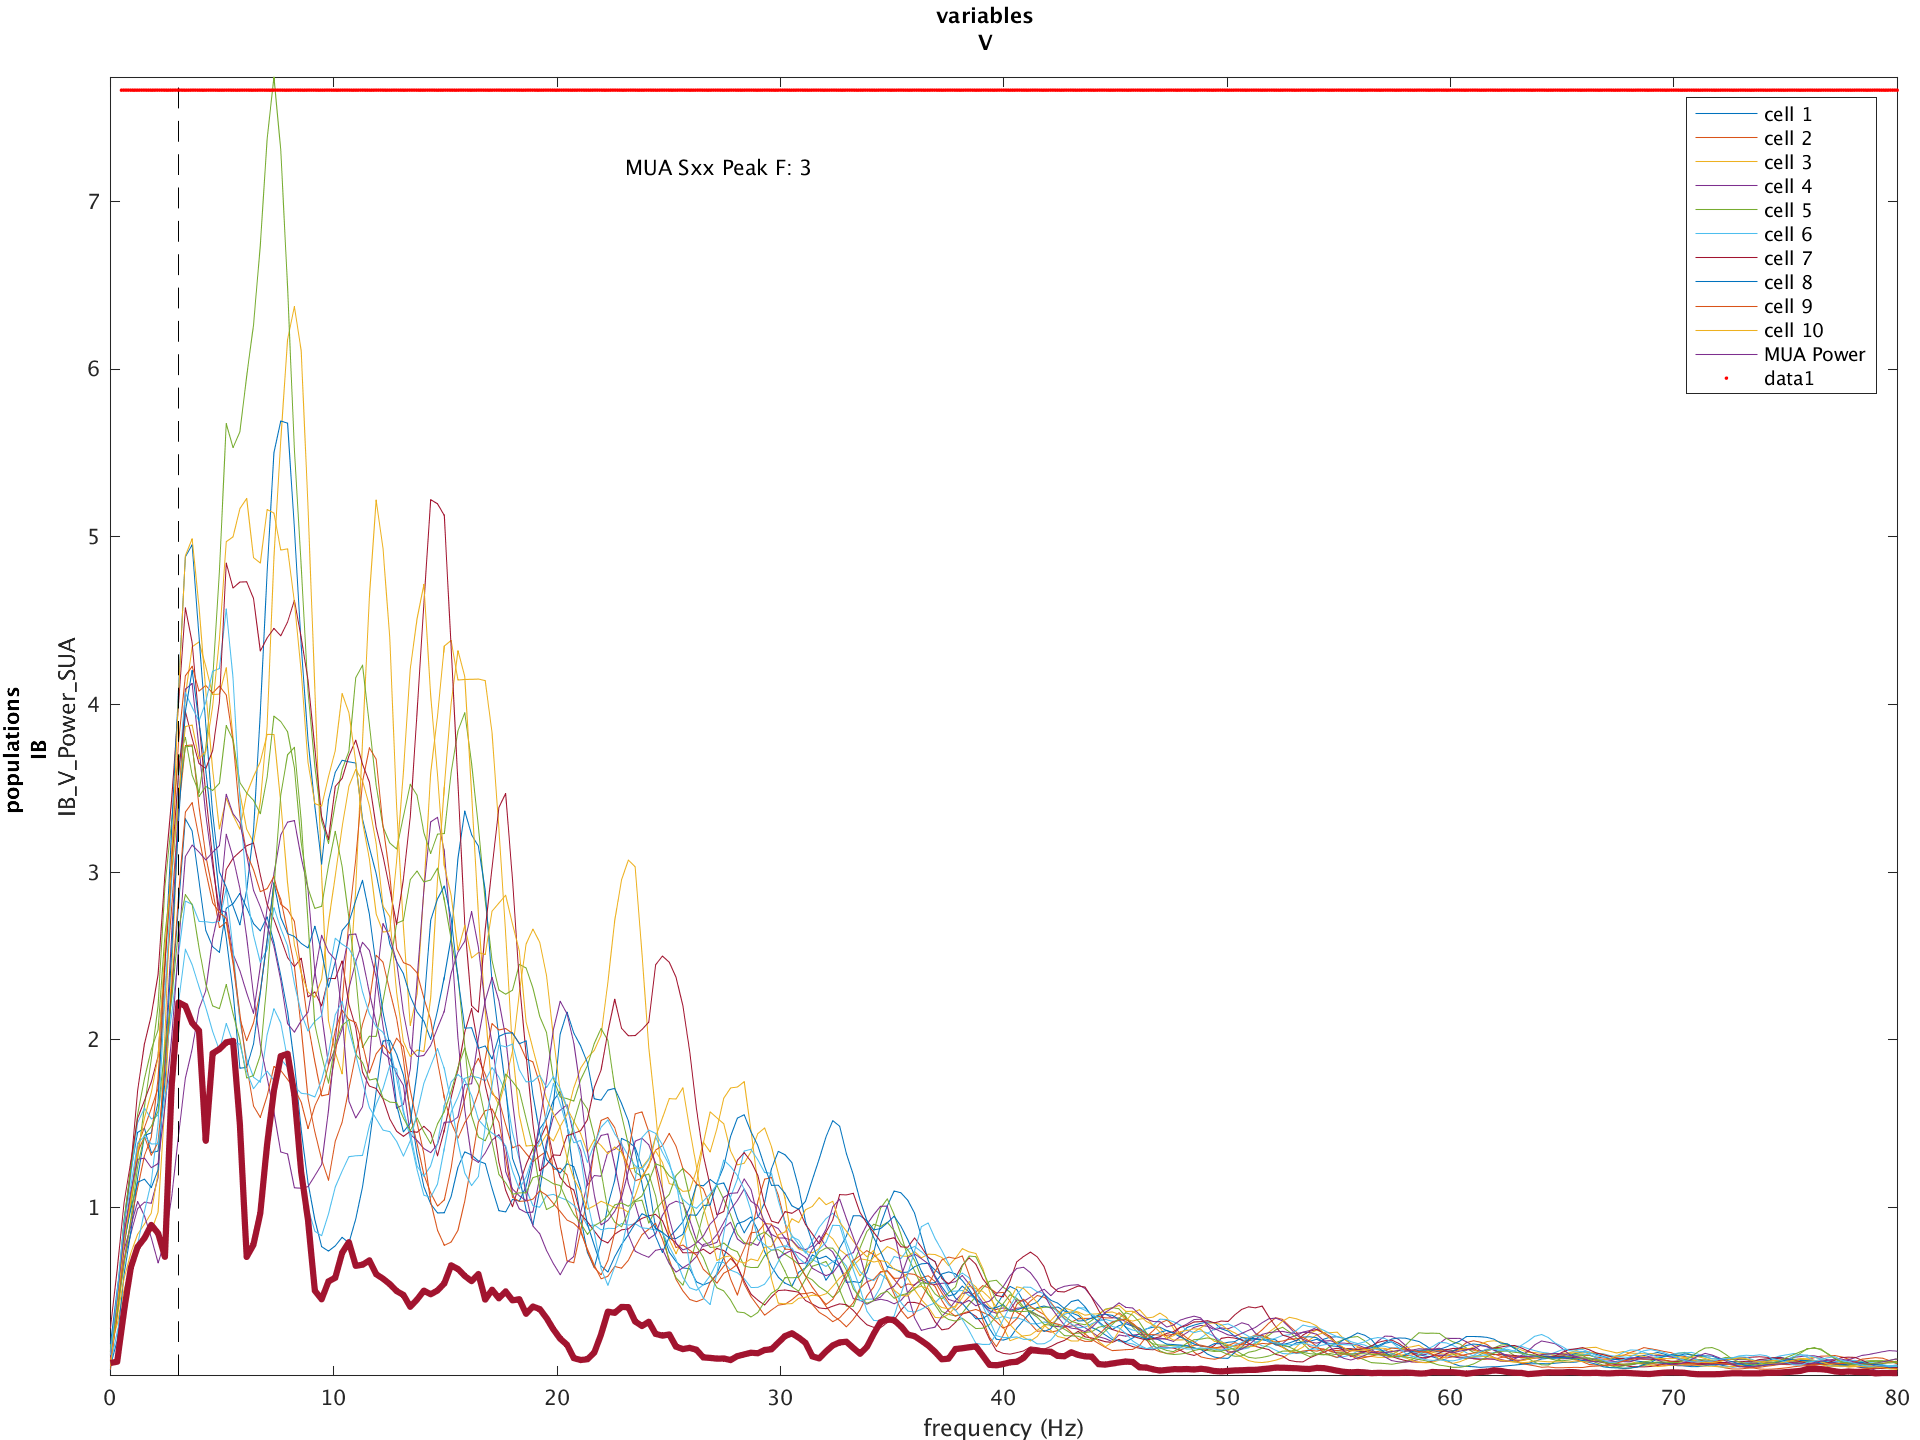 variables
V
populations
IB
IB_V_Power_SUA
7
6
5
4
3
2
1
MUA Sxx Peak F: 3
cell 1
cell 2
cell 3
cell 4
cell 5
cell 6
cell 7
cell 8
cell 9
cell 10
MUA Power
data1
0 10 20 30 40 50 60 70 80
frequency (Hz)